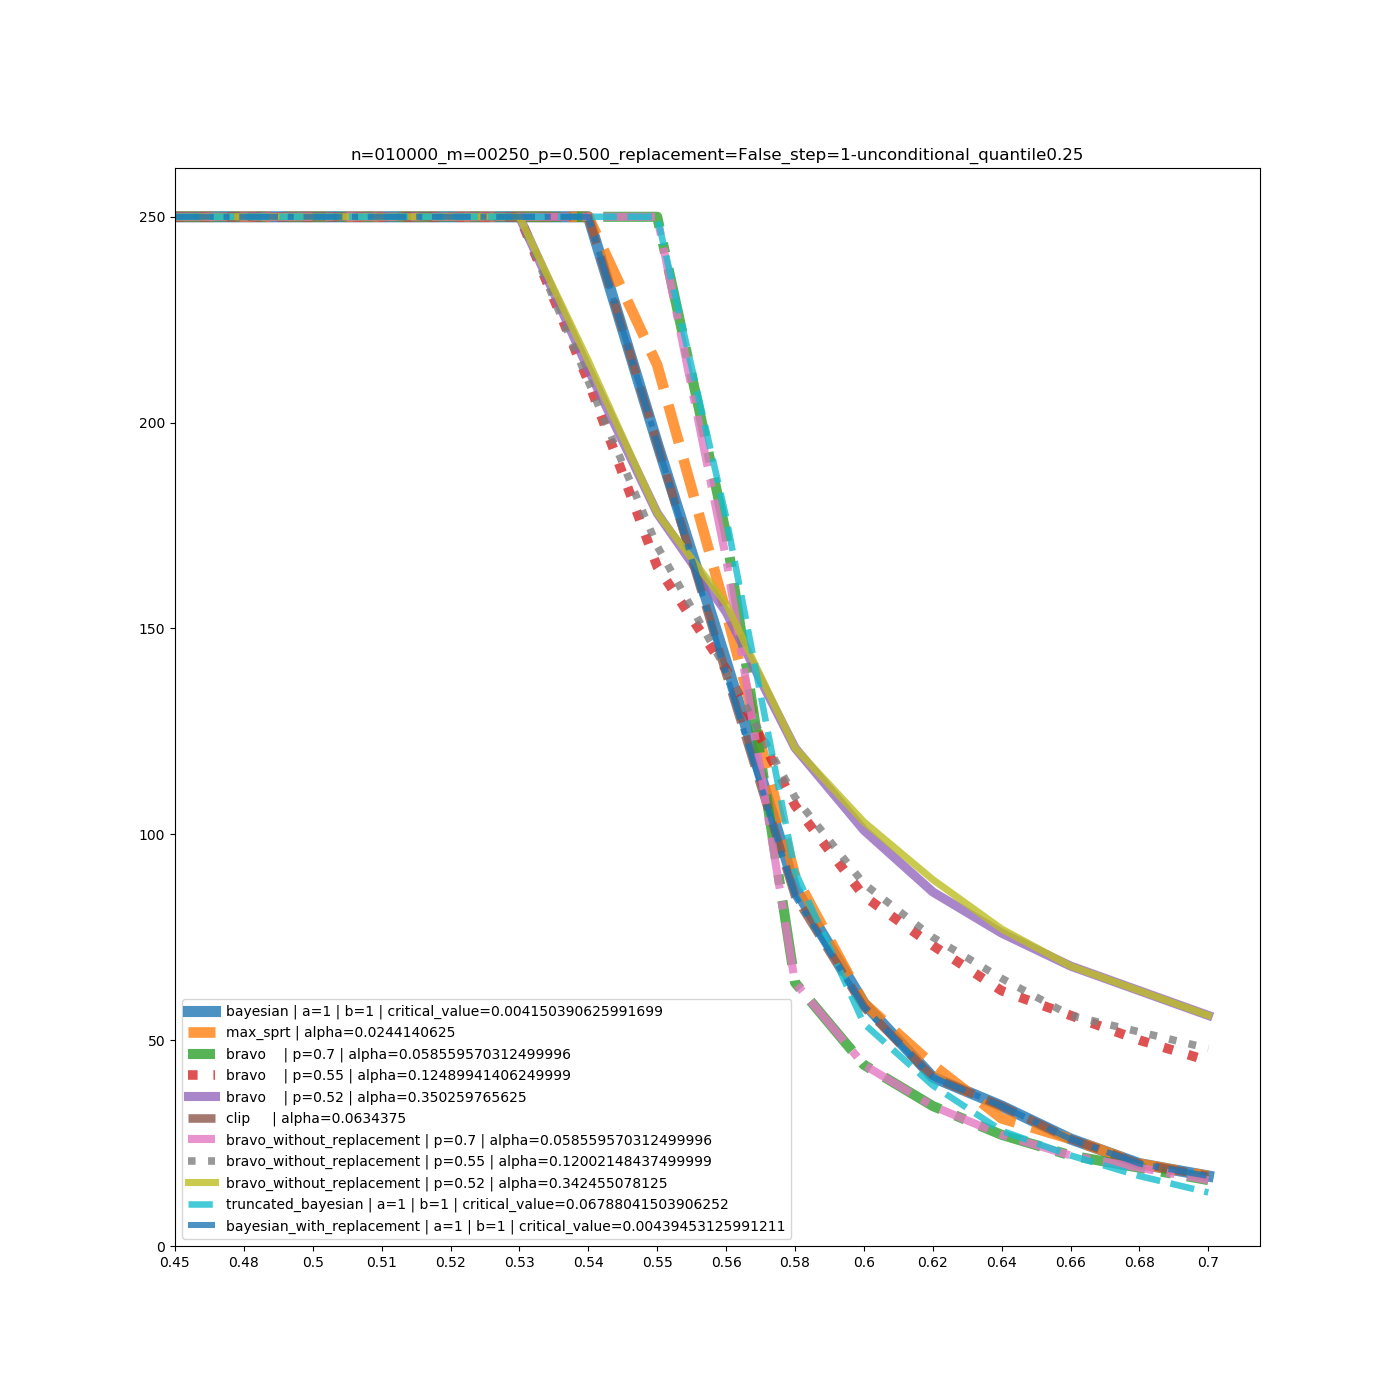 n=010000_m=00250_p=0.500_replacement=False_step=1-unconditional_quantile0.25
250
200
150
100
50
0
bayesian | a=1 | b=1 | critical_value=0.004150390625991699
max_sprt | alpha=0.0244140625
bravo    | p=0.7 | alpha=0.058559570312499996
bravo    | p=0.55 | alpha=0.12489941406249999
bravo    | p=0.52 | alpha=0.350259765625
clip     | alpha=0.0634375
bravo_without_replacement | p=0.7 | alpha=0.058559570312499996
bravo_without_replacement | p=0.55 | alpha=0.12002148437499999
bravo_without_replacement | p=0.52 | alpha=0.342455078125
truncated_bayesian | a=1 | b=1 | critical_value=0.06788041503906252
bayesian_with_replacement | a=1 | b=1 | critical_value=0.00439453125991211
0.45 0.48 0.5 0.51 0.52 0.53 0.54 0.55 0.56 0.58 0.6 0.62 0.64 0.66 0.68 0.7